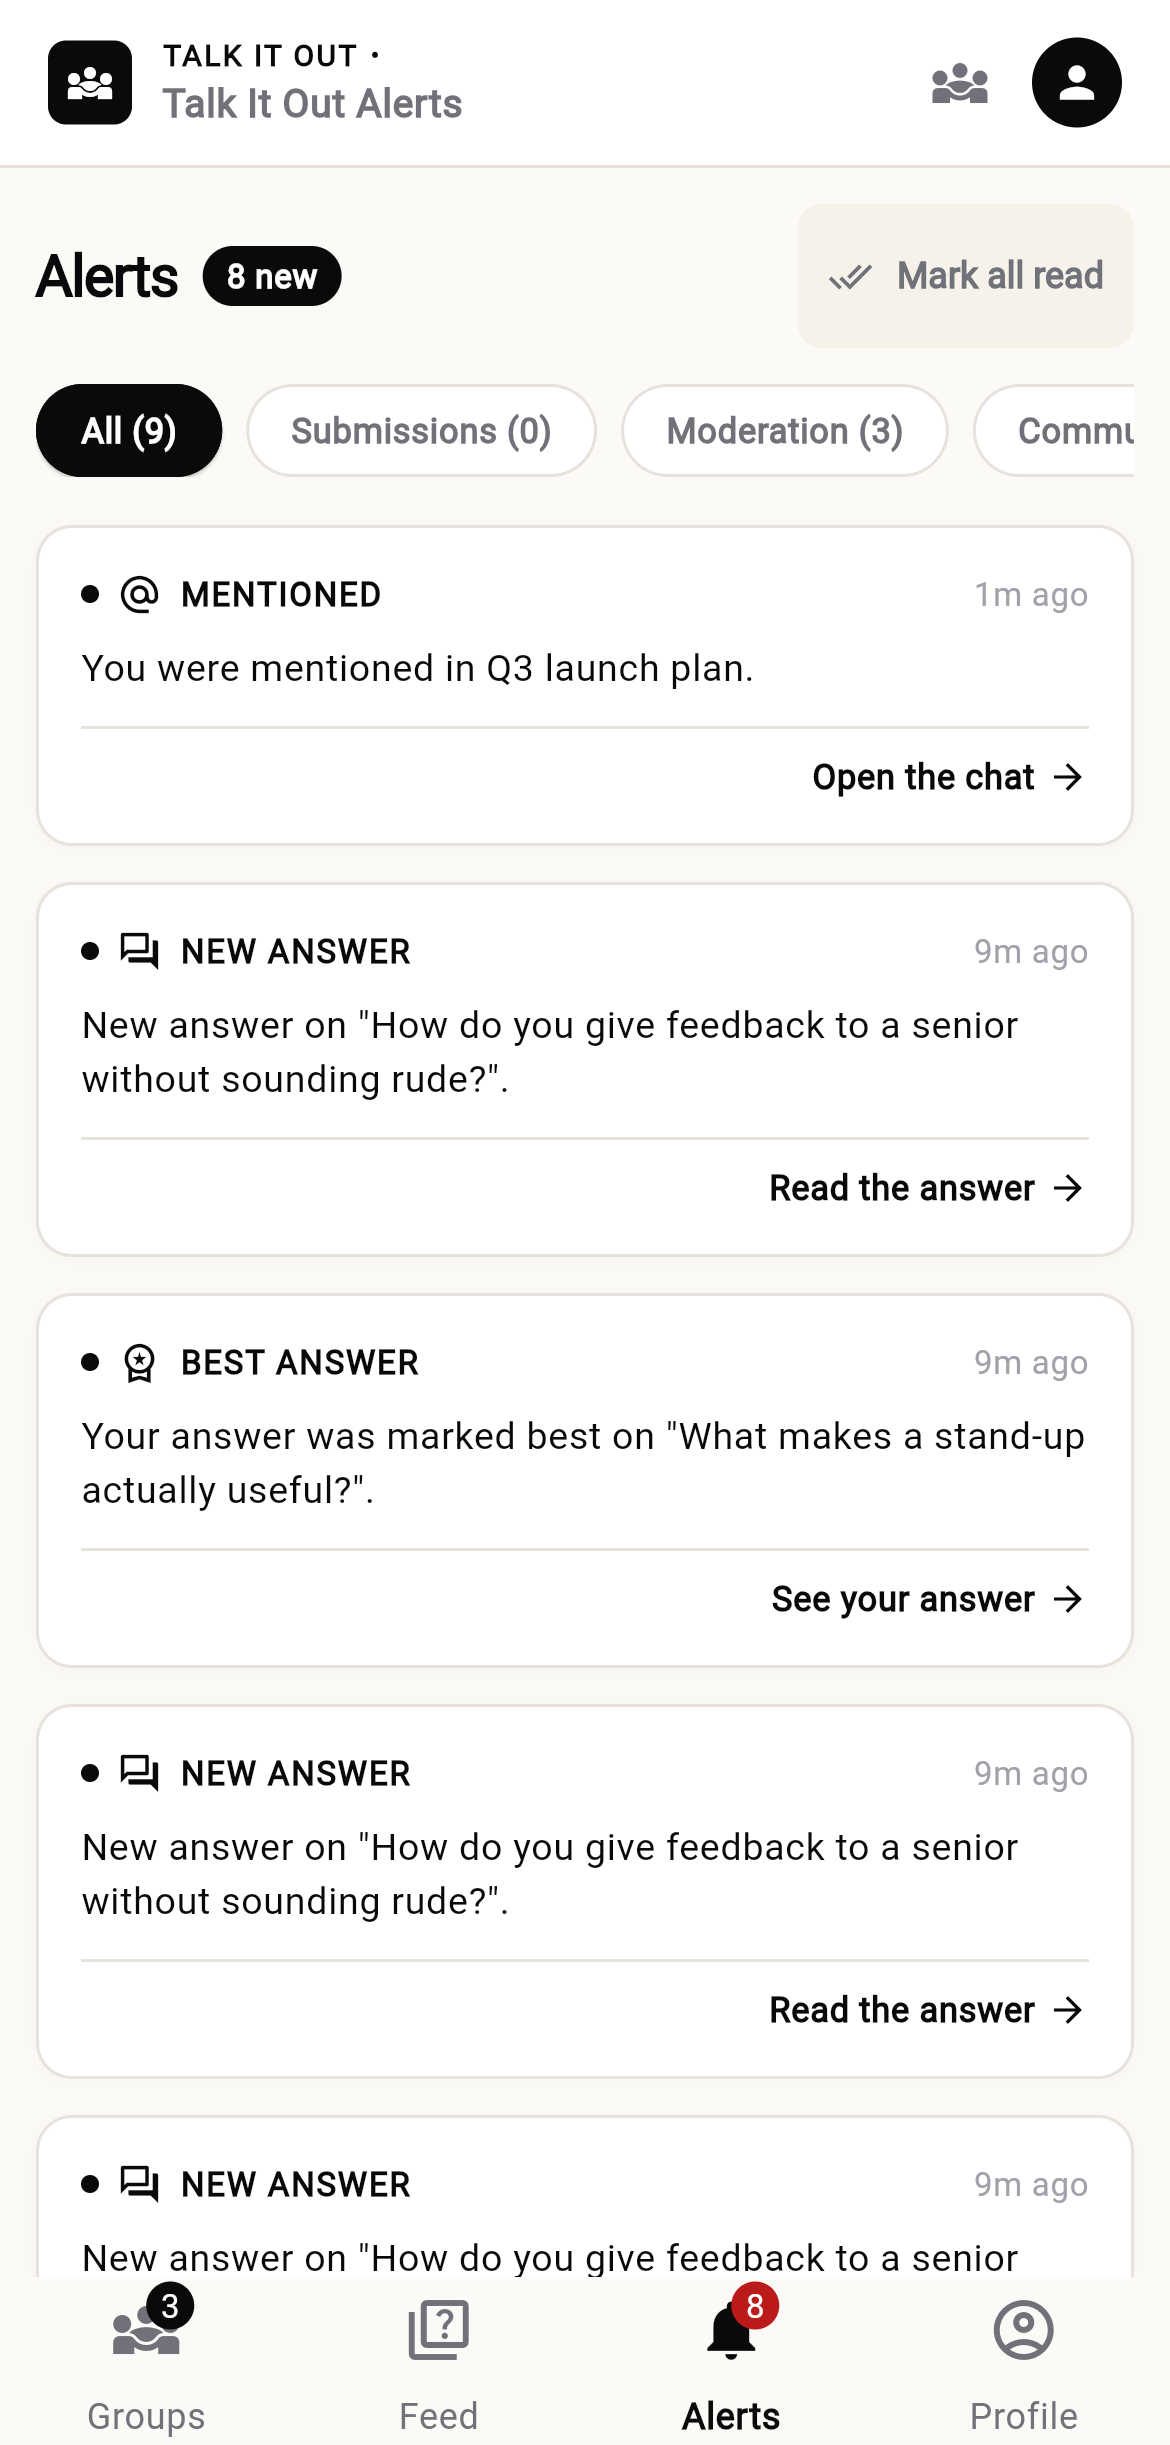 TALK IT OUT •
Talk It Out Alerts
Alerts
8 new
Mark all read
All (9)
Submissions (0)
Moderation (3)
Commu
MENTIONED
1m ago
You were mentioned in Q3 launch plan.
Open the chat
NEW ANSWER
9m ago
New answer on "How do you give feedback to a senior
without sounding rude?".
Read the answer
BEST ANSWER
9m ago
Your answer was marked best on "What makes a stand-up
actually useful?".
See your answer
NEW ANSWER
9m ago
New answer on "How do you give feedback to a senior
without sounding rude?".
Read the answer
NEW ANSWER
9m ago
New answer on "How do you give feedback to a senior
3
8
Groups
Feed
Alerts
Profile